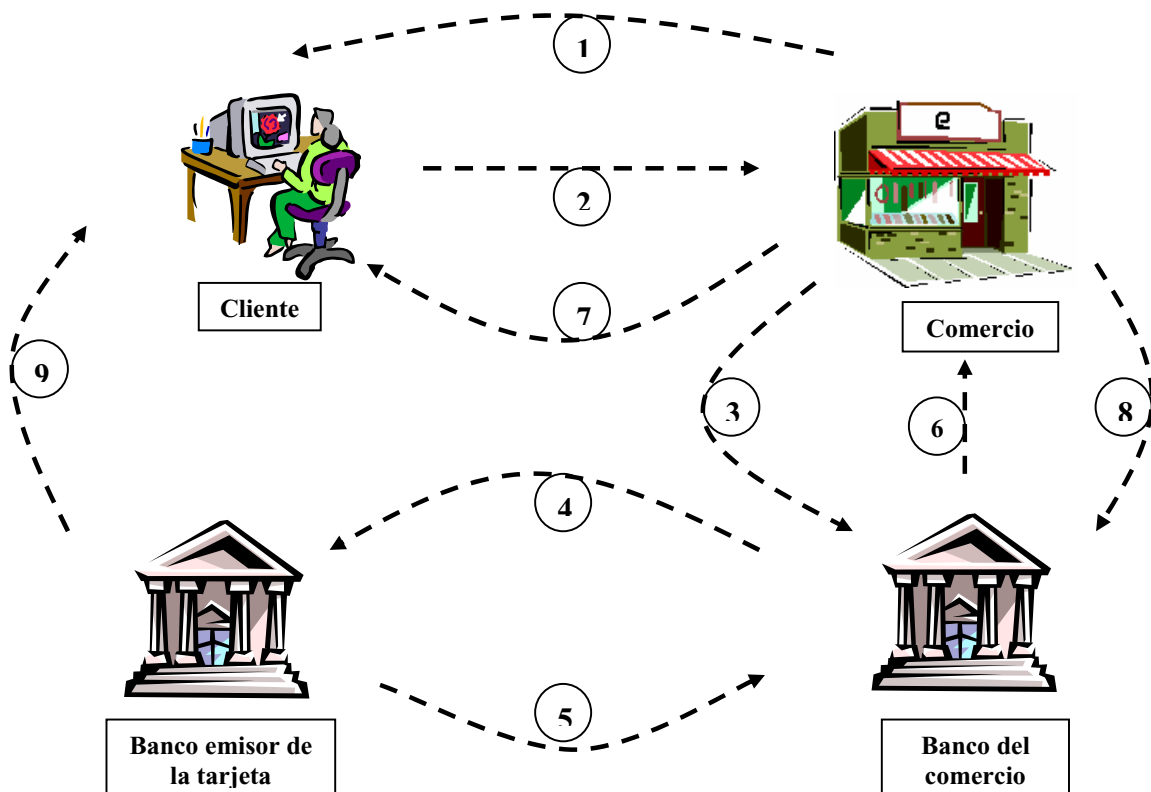 1
e
2
Cliente
7
Comercio
9
3
6
8
4
5
Banco emisor de
la tarjeta
Banco del
comercio